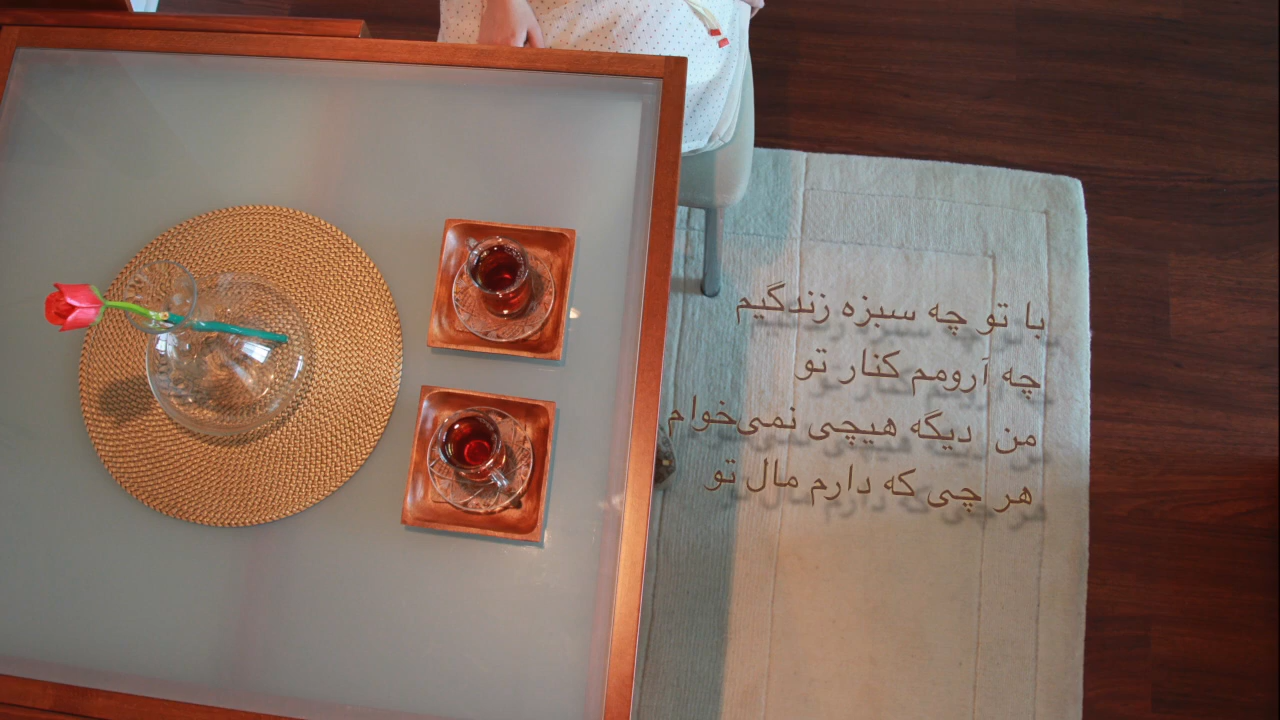 با تو چه سبزه زندگیم
چه آرومم کنار تو
من دیگه هیچی نمی‌خوام
هر چی که دارم مال تو